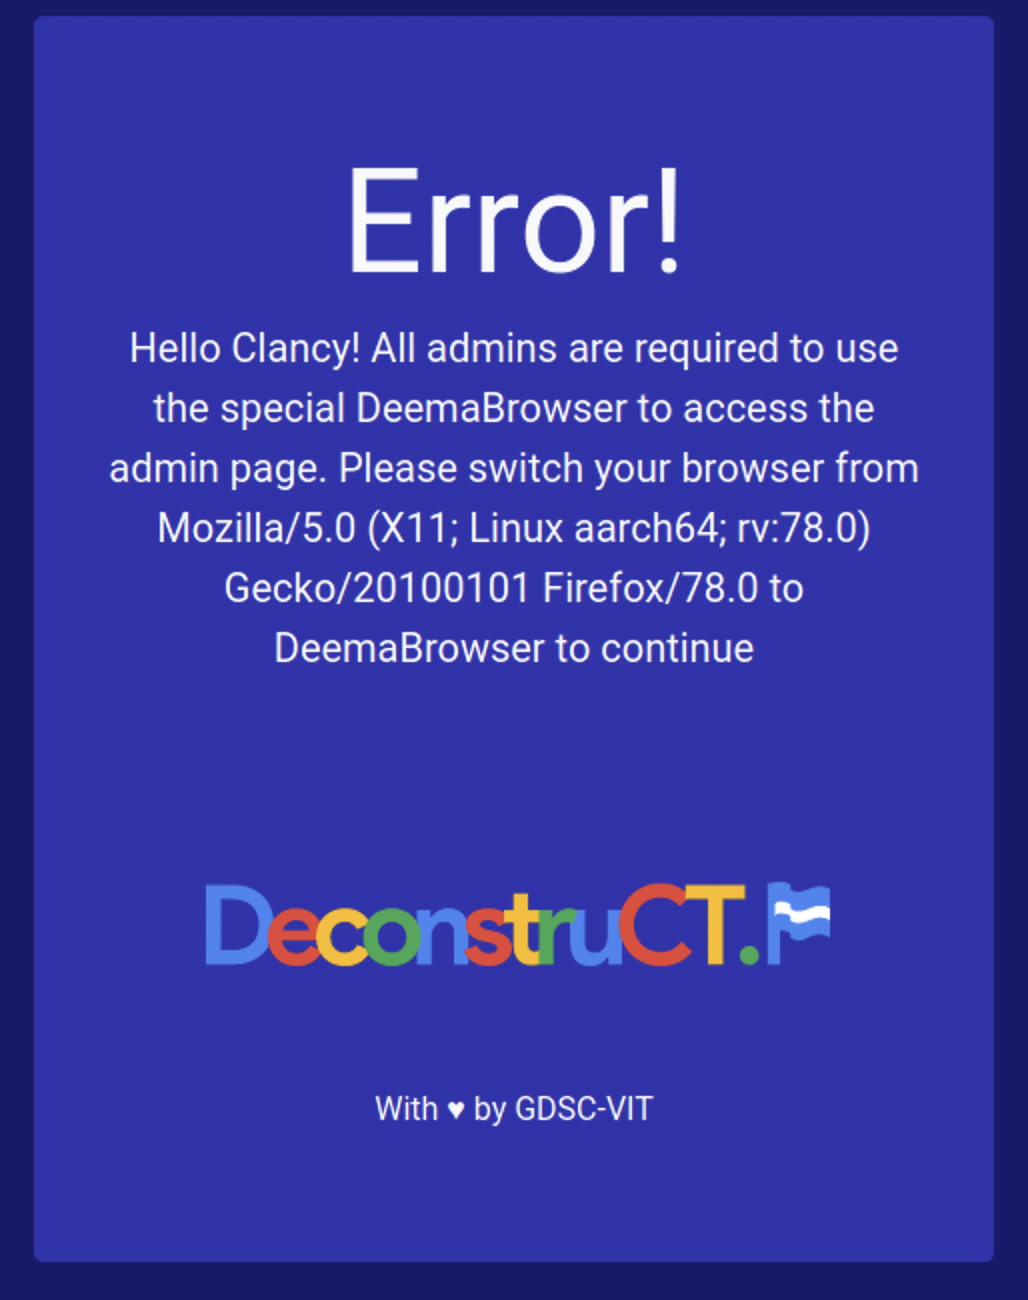 Error!
Hello Clancy! All admins are required to use
the special DeemaBrowser to access the
admin page. Please switch your browser from
Mozilla/5.0 (X11; Linux aarch64; rv:78.0)
Gecko/20100101 Firefox/78.0 to
DeemaBrowser to continue
DeconstruCT.F
With ♥ by GDSC-VIT